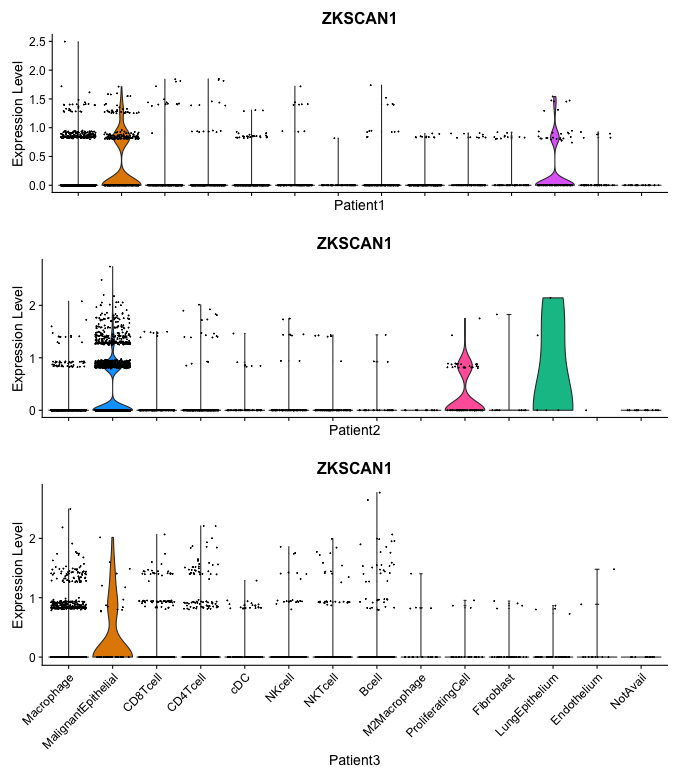 ZKSCAN1
Expression Level
2.5
2.0
1.5
1.0
0.5
0.0
Patient1
ZKSCAN1
Expression Level
2
1
0
Patient2
ZKSCAN1
Expression Level
2
1
0
Macrophage
MalignantEpithelial
CD8Tcell
CD4Tcell
cDC
NKcell
NKTcell
Bcell
M2Macrophage
ProliferatingCell
Fibroblast
LungEpithelium
Endothelium
NotAvail
Patient3